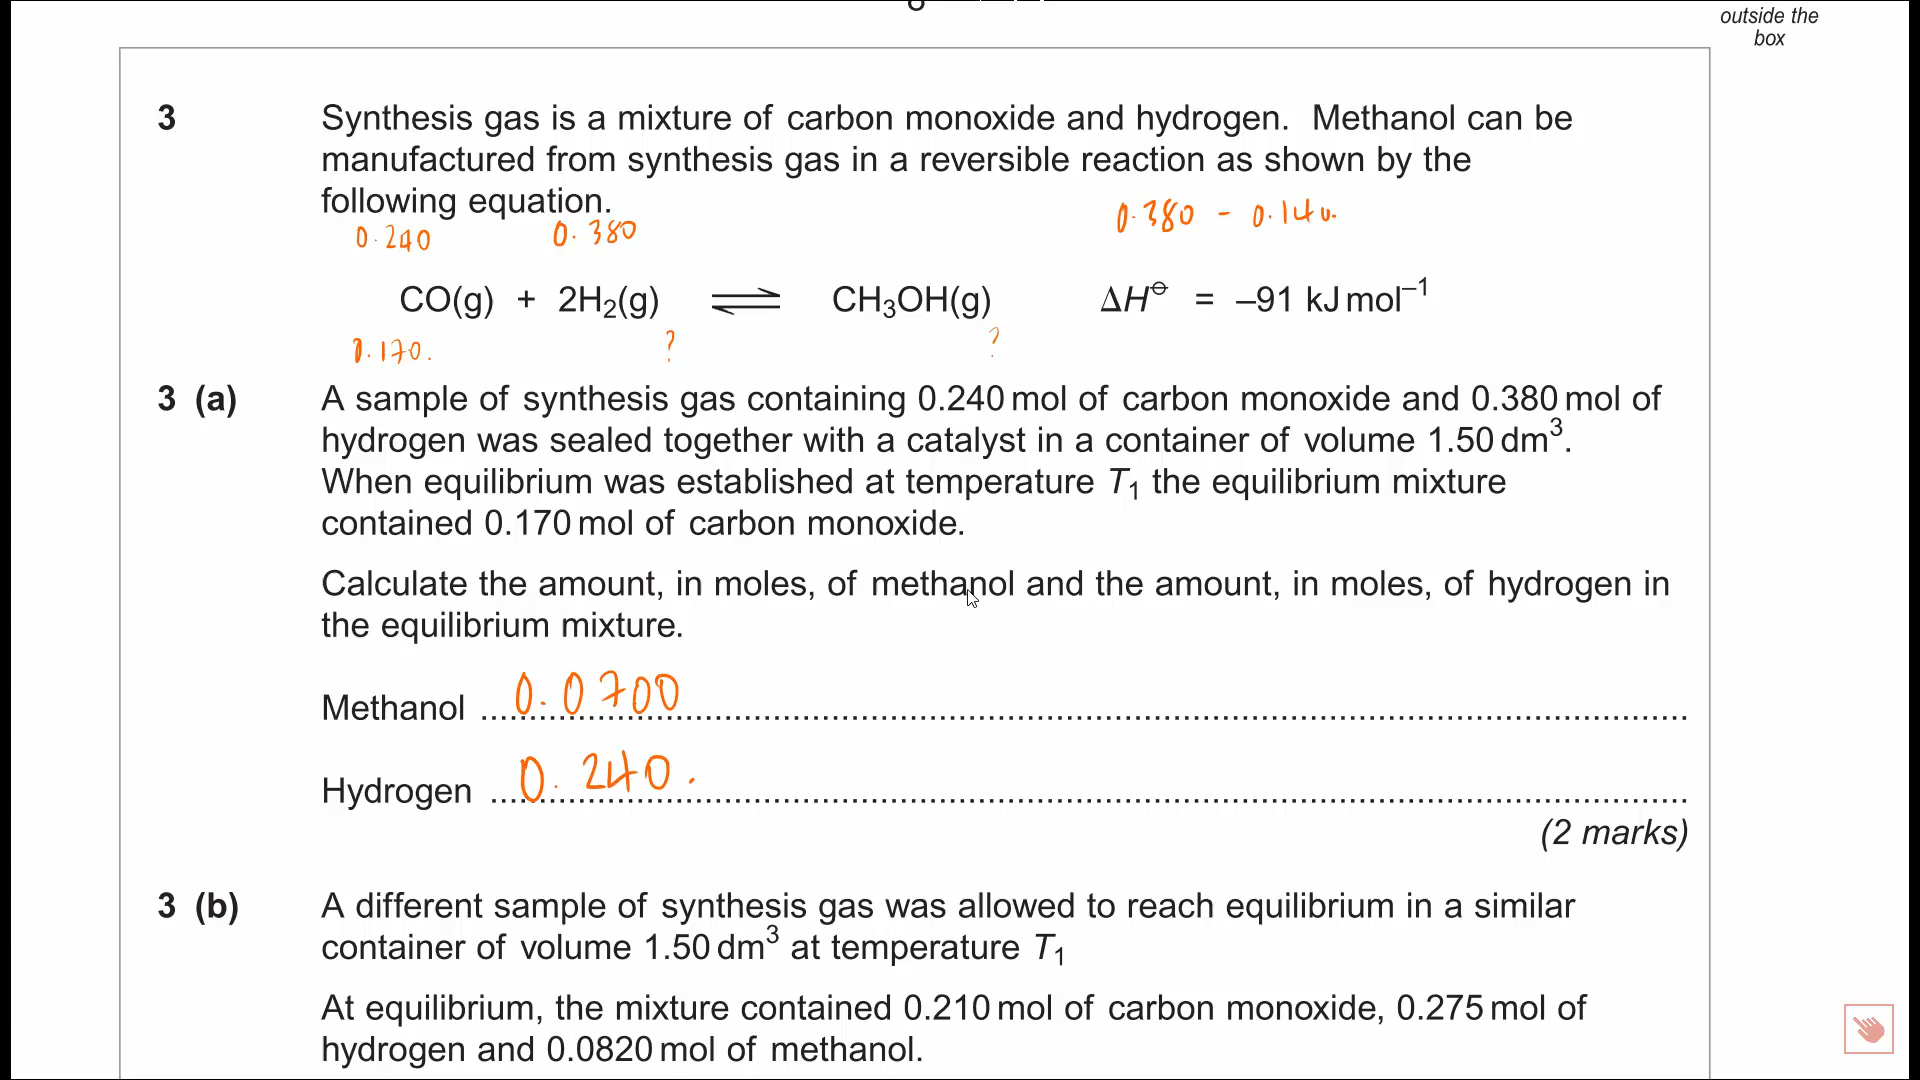 outside the
box
3 Synthesis gas is a mixture of carbon monoxide and hydrogen. Methanol can be
manufactured from synthesis gas in a reversible reaction as shown by the
following equation.
0.240 0.380 0.380 - 0.140.
CO(g) + 2H₂(g) ⇌ CH₃OH(g) ΔH⦵ = –91 kJ mol⁻¹
0.170. ? ?
3 (a) A sample of synthesis gas containing 0.240 mol of carbon monoxide and 0.380 mol of
hydrogen was sealed together with a catalyst in a container of volume 1.50 dm³.
When equilibrium was established at temperature T₁ the equilibrium mixture
contained 0.170 mol of carbon monoxide.
Calculate the amount, in moles, of methanol and the amount, in moles, of hydrogen in
the equilibrium mixture.
Methanol 0.0700
Hydrogen 0.240.
(2 marks)
3 (b) A different sample of synthesis gas was allowed to reach equilibrium in a similar
container of volume 1.50 dm³ at temperature T₁
At equilibrium, the mixture contained 0.210 mol of carbon monoxide, 0.275 mol of
hydrogen and 0.0820 mol of methanol.